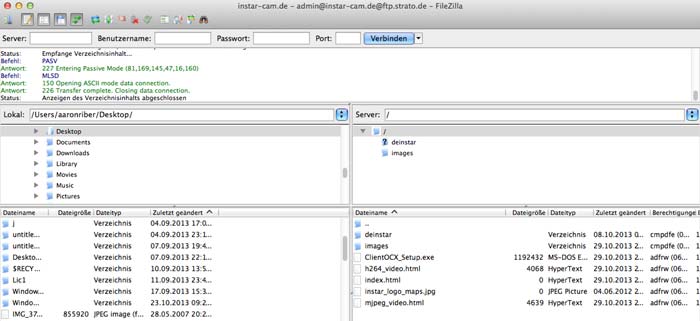 instar-cam.de - admin@instar-cam.de@ftp.strato.de - FileZilla
Server: Benutzername: Passwort: Port: Verbinden
Status: Empfange Verzeichnisinhalt...
Befehl: PASV
Antwort: 227 Entering Passive Mode (81,169,145,47,16,160)
Befehl: MLSD
Antwort: 150 Opening ASCII mode data connection.
Antwort: 226 Transfer complete. Closing data connection.
Status: Anzeigen des Verzeichnisinhalts abgeschlossen
Lokal: /Users/aaronriber/Desktop/
Desktop
Documents
Downloads
Library
Movies
Music
Pictures
Server: /
/
deinstar
images
Dateiname Dateigröße Dateityp Zuletzt geändert
j Verzeichnis 04.09.2013 17:0...
untitle... Verzeichnis 04.09.2013 23:1...
untitle... Verzeichnis 07.09.2013 19:4...
Deskto... Verzeichnis 07.09.2013 22:1...
$RECY... Verzeichnis 10.09.2013 13:5...
Lic1 Verzeichnis 11.09.2013 23:4...
Window... Verzeichnis 17.09.2013 15:3...
Windo... Verzeichnis 23.10.2013 09:2...
IMG_37... 855920 JPEG image (f... 28.05.2007 20:2...
Dateiname Dateigröße Dateityp Zuletzt geändert Berechtigunge
..
deinstar Verzeichnis 08.10.2013 0... cmpdfe (0...
images Verzeichnis 29.10.2013 2... cmpdfe (0...
ClientOCX_Setup.exe 1192432 MS-DOS E... 29.10.2013 2... adfrw (06...
h264_video.html 4068 HyperText 29.10.2013 2... adfrw (06...
index.html 0 HyperText 29.10.2013 2... adfrw (06...
instar_logo_maps.jpg 0 JPEG Picture 04.06.2012 2... adfrw (06...
mjpeg_video.html 4639 HyperText 29.10.2013 2... adfrw (06...